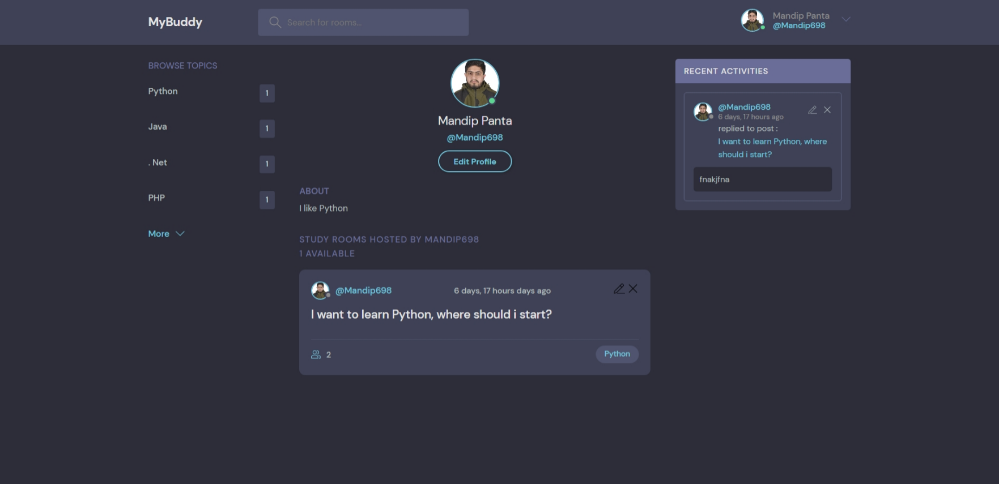 MyBuddy
Search for rooms...
Mandip Panta
@Mandip698
BROWSE TOPICS
Python 1
Java 1
. Net 1
PHP 1
More
Mandip Panta
@Mandip698
Edit Profile
ABOUT
I like Python
STUDY ROOMS HOSTED BY MANDIP698
1 AVAILABLE
@Mandip698 6 days, 17 hours days ago
I want to learn Python, where should i start?
2 Python
RECENT ACTIVITIES
@Mandip698
6 days, 17 hours ago
replied to post :
I want to learn Python, where
should i start?
fnakjfna